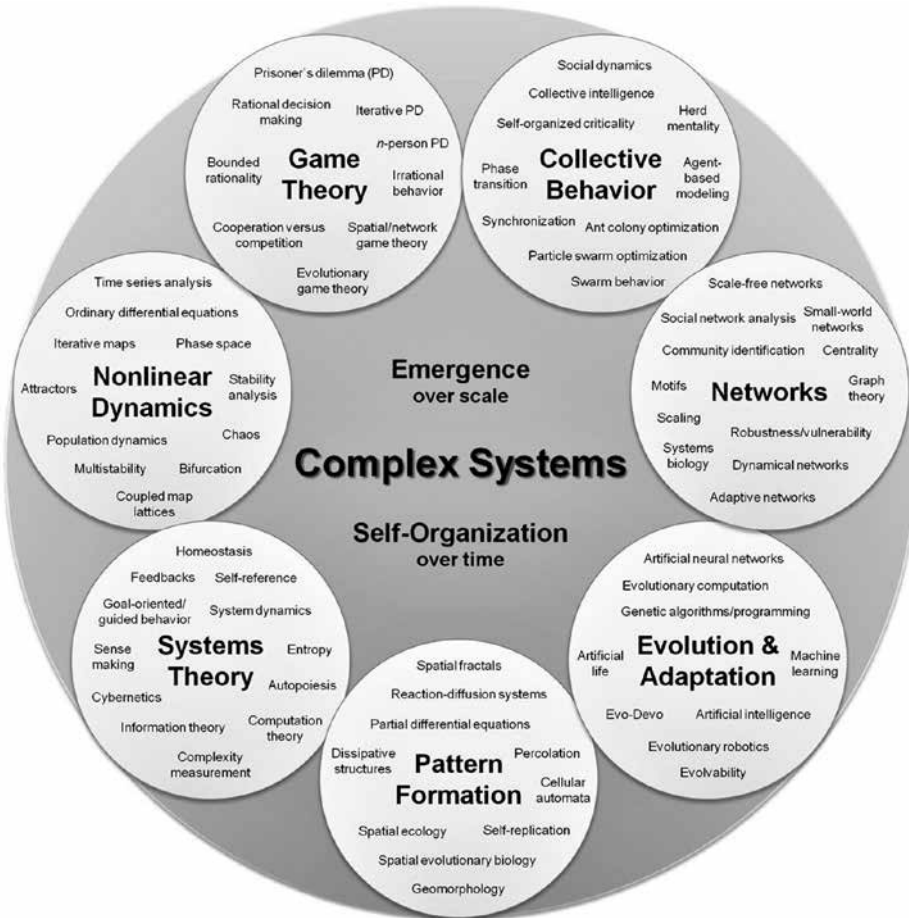 Prisoner's dilemma (PD)
Rational decision
making
Iterative PD
n-person PD
Game
Theory
Bounded
rationality
Irrational
behavior
Cooperation versus
competition
Spatial/network
game theory
Evolutionary
game theory
Social dynamics
Collective intelligence
Herd
mentality
Self-organized criticality
Collective
Behavior
Phase
transition
Agent-
based
modeling
Synchronization
Ant colony optimization
Particle swarm optimization
Swarm behavior
Time series analysis
Ordinary differential equations
Iterative maps
Phase space
Attractors
Nonlinear
Dynamics
Stability
analysis
Population dynamics
Chaos
Multistability
Bifurcation
Coupled map
lattices
Emergence
over scale
Complex Systems
Self-Organization
over time
Scale-free networks
Social network analysis
Small-world
networks
Community identification
Centrality
Motifs
Networks
Graph
theory
Scaling
Robustness/vulnerability
Systems
biology
Dynamical networks
Adaptive networks
Homeostasis
Feedbacks
Self-reference
Goal-oriented/
guided behavior
System dynamics
Sense
making
Systems
Theory
Entropy
Cybernetics
Autopoiesis
Information theory
Computation
theory
Complexity
measurement
Spatial fractals
Reaction-diffusion systems
Partial differential equations
Dissipative
structures
Percolation
Pattern
Formation
Cellular
automata
Spatial ecology
Self-replication
Spatial evolutionary biology
Geomorphology
Artificial neural networks
Evolutionary computation
Genetic algorithms/programming
Artificial
life
Evolution &
Adaptation
Machine
learning
Evo-Devo
Artificial intelligence
Evolutionary robotics
Evolvability